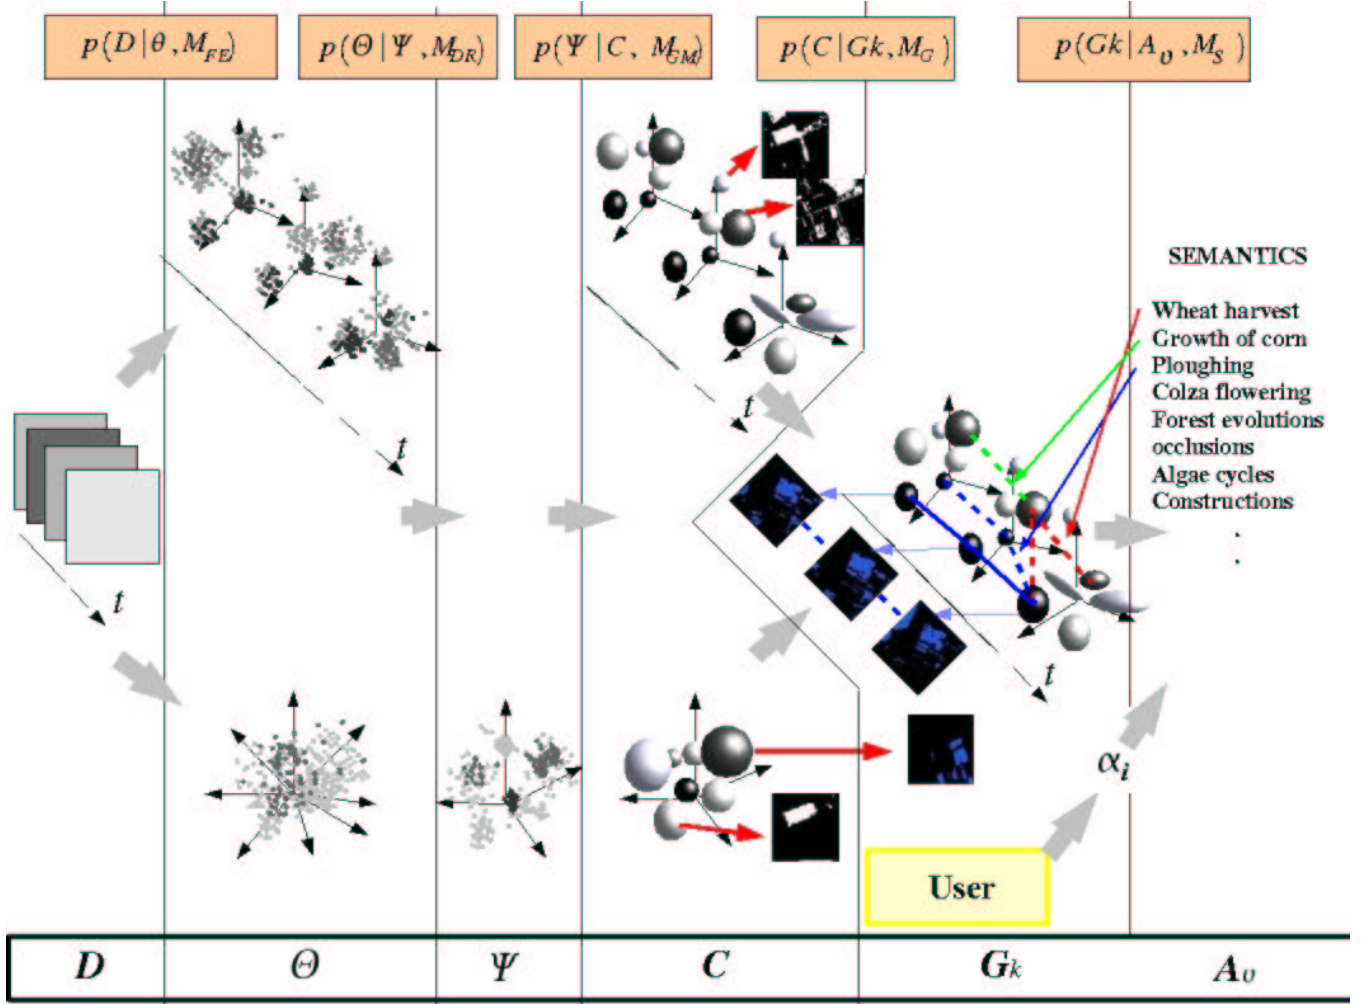 p(D|θ,M_FE)
p(Θ|Ψ,M_DR)
p(Ψ|C, M_GM)
p(C|Gk,M_G)
p(Gk|A_υ,M_S)
SEMANTICS
Wheat harvest
Growth of corn
Ploughing
Colza flowering
Forest evolutions
occlusions
Algae cycles
Constructions
.
.
t
t
t
t
α_i
User
D
Θ
Ψ
C
G_k
A_υ